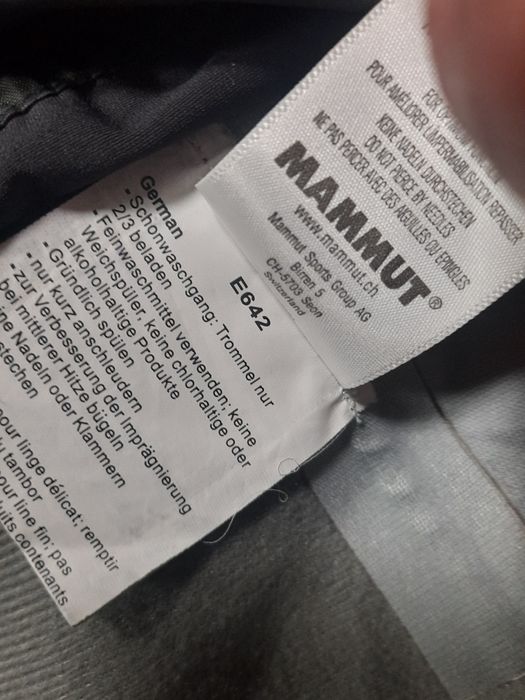 FOR
POUR AMÉLIORER L'IMPERMÉABILISATION REPASSER
KEINE NADELN DURCHSTECHEN
DO NOT PIERCE BY NEEDLES
NE PAS PERCER AVEC DES AIGUILLES OU ÉPINGLES
MAMMUT®
www.mammut.ch
Mammut Sports Group AG
Birren 5
CH-5703 Seon
Switzerland
E642
German
- Schonwaschgang: Trommel nur
2/3 beladen
- Feinwaschmittel verwenden: keine
Weichspüler, keine chlorhaltige oder
alkoholhaltige Produkte
- Gründlich spülen
- nur kurz anschleudern
- zur Verbesserung der Imprägnierung
bei mittlerer Hitze bügeln
Nadeln oder Klammern
stechen
pour linge délicat: remplir
tambor
pour line fin: pas
contenants